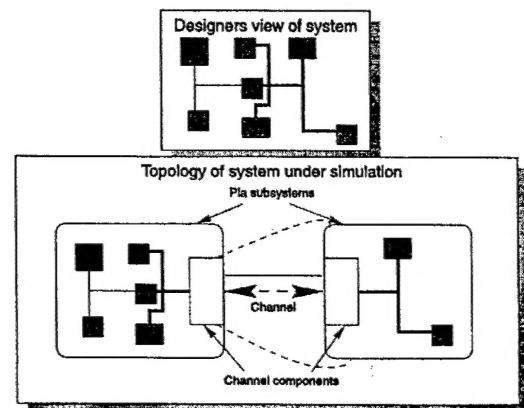 Designers view of system
Topology of system under simulation
Pia subsystems
Channel
Channel components